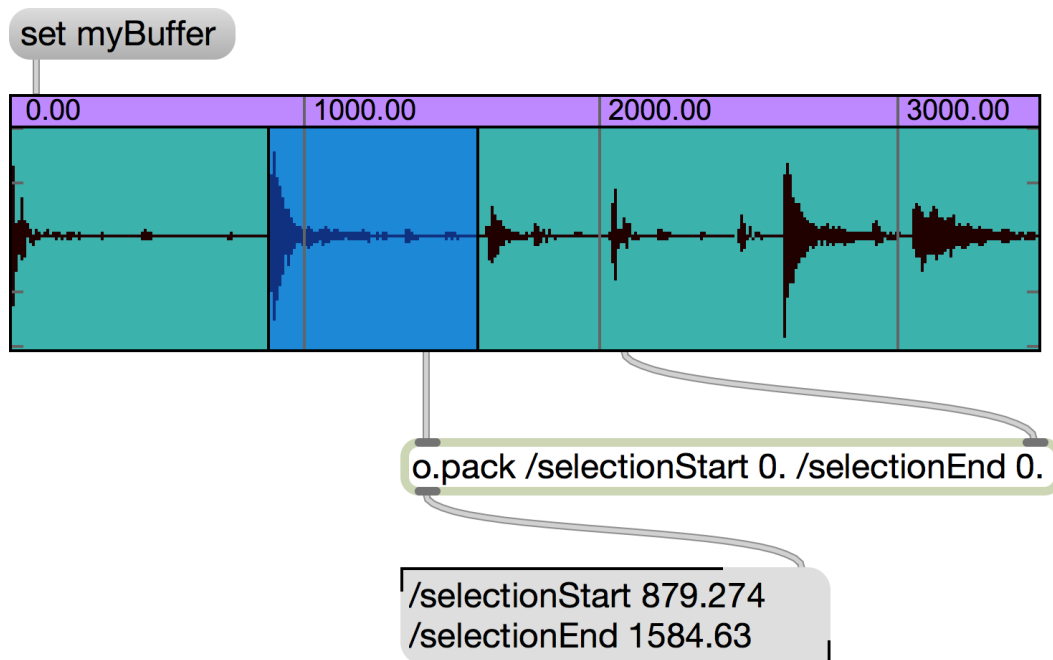 set myBuffer
0.00 1000.00 2000.00 3000.00
o.pack /selectionStart 0. /selectionEnd 0.
/selectionStart 879.274
/selectionEnd 1584.63